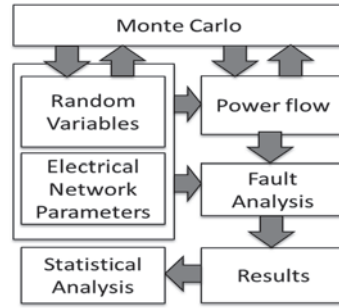 Monte Carlo
Random
Variables
Power flow
Electrical
Network
Parameters
Fault
Analysis
Statistical
Analysis
Results